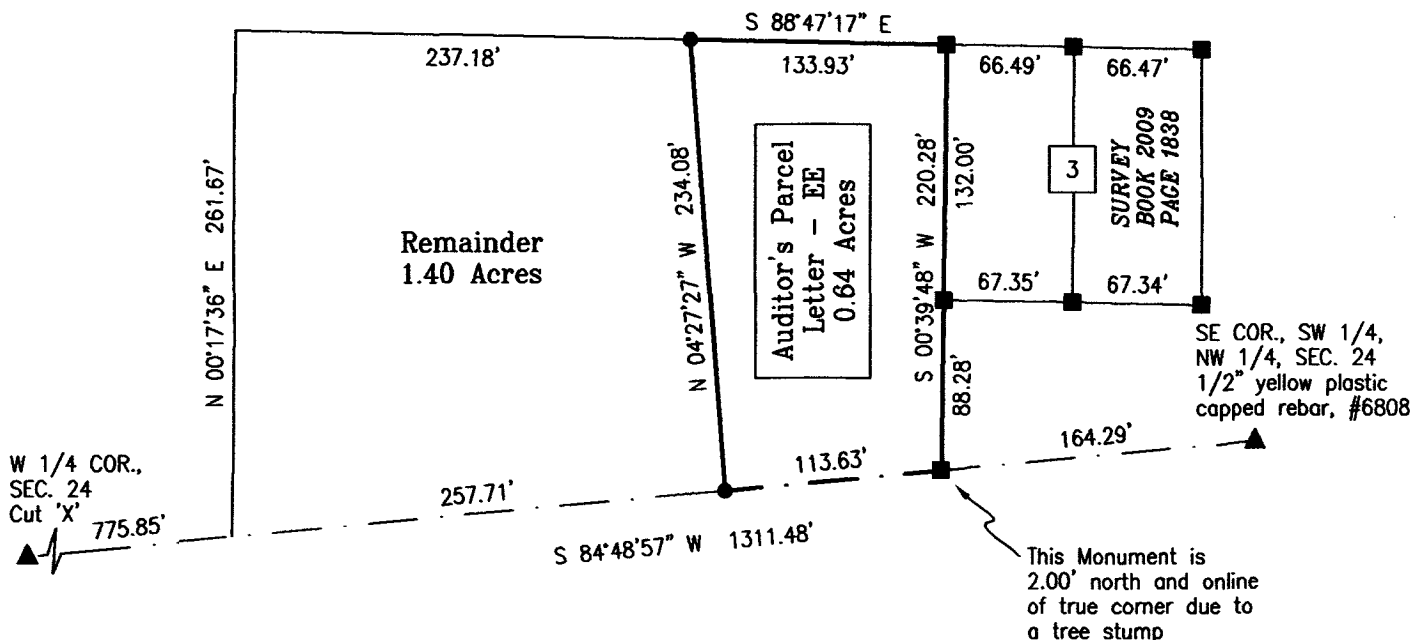 S 88°47'17" E
237.18'
133.93'
66.49'
66.47'
N 00°17'36" E 261.67'
Remainder
1.40 Acres
N 04°27'27" W 234.08'
Auditor's Parcel
Letter - EE
0.64 Acres
S 00°39'48" W 220.28'
132.00'
88.28'
3
SURVEY
BOOK 2009
PAGE 1838
67.35'
67.34'
SE COR., SW 1/4,
NW 1/4, SEC. 24
1/2" yellow plastic
capped rebar, #6808
W 1/4 COR.,
SEC. 24
Cut 'X'
775.85'
257.71'
113.63'
164.29'
S 84°48'57" W 1311.48'
This Monument is
2.00' north and online
of true corner due to
a tree stump